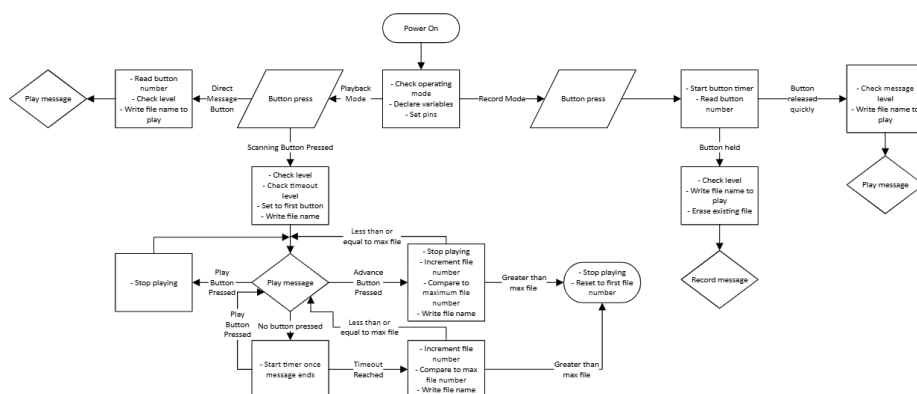 Power On
- Check operating
mode
- Declare variables
- Set pins
Playback
Mode
Record Mode
Button press
Direct
Message
Button
- Read button
number
- Check level
- Write file name to
play
Play message
Button press
- Start button timer
- Read button
number
Button
released
quickly
- Check message
level
- Write file name to
play
Play message
Button held
- Check level
- Write file name to
play
- Erase existing file
Record message
Scanning Button Pressed
- Check level
- Check timeout
level
- Set to first button
- Write file name
Less than or
equal to max file
- Stop playing
Play
Button
Pressed
Play message
Advance
Button
Pressed
- Stop playing
- Increment file
number
- Compare to
maximum file
number
- Write file name
Greater than
max file
- Stop playing
- Reset to first file
number
Play
Button
Pressed
No button pressed
Less than or
equal to max file
- Start timer once
message ends
Timeout
Reached
- Increment file
number
- Compare to max
file number
- Write file name
Greater than
max file